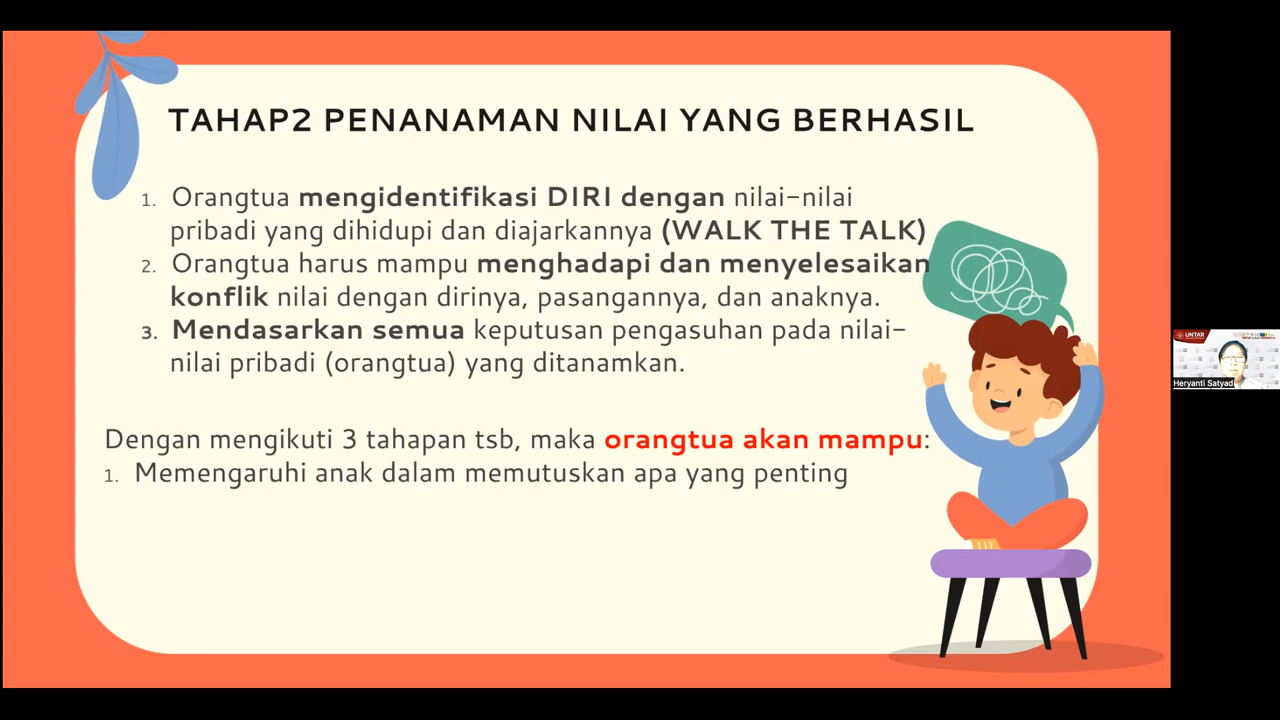 TAHAP2 PENANAMAN NILAI YANG BERHASIL
1. Orangtua mengidentifikasi DIRI dengan nilai-nilai
pribadi yang dihidupi dan diajarkannya (WALK THE TALK)
2. Orangtua harus mampu menghadapi dan menyelesaikan
konflik nilai dengan dirinya, pasangannya, dan anaknya.
3. Mendasarkan semua keputusan pengasuhan pada nilai-
nilai pribadi (orangtua) yang ditanamkan.
Dengan mengikuti 3 tahapan tsb, maka orangtua akan mampu:
1. Memengaruhi anak dalam memutuskan apa yang penting
UNTAR
Heryanti Satyad